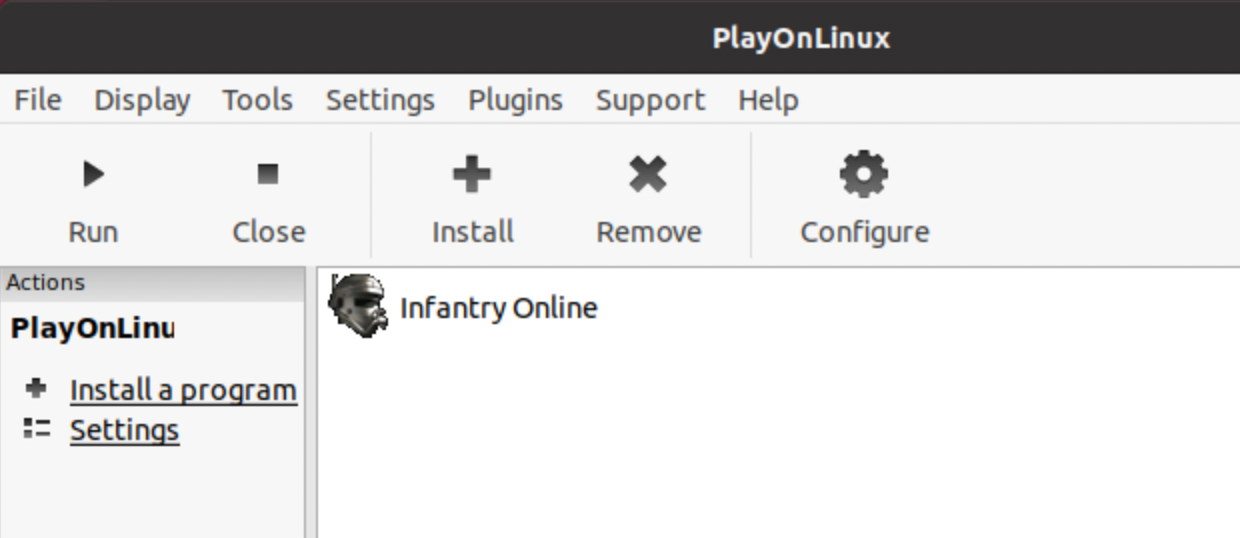 PlayOnLinux
File Display Tools Settings Plugins Support Help
Run Close Install Remove Configure
Actions
PlayOnLinu
Infantry Online
Install a program
Settings